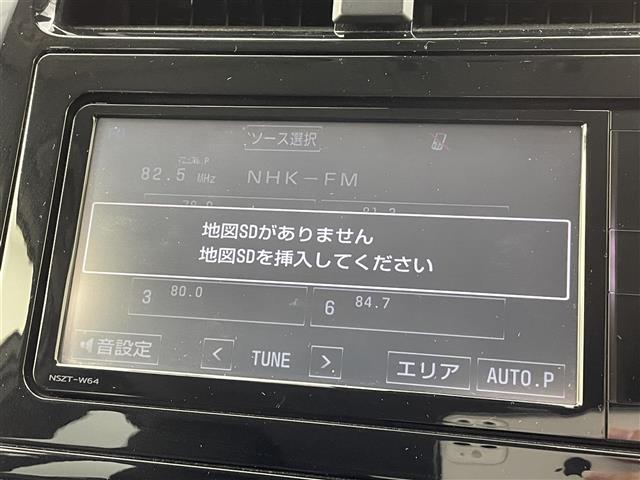 ソース選択
82.5 MHz NHK-FM
地図SDがありません
地図SDを挿入してください
3 80.0
6 84.7
音設定
< TUNE >
エリア
AUTO.P
NSZT-W64